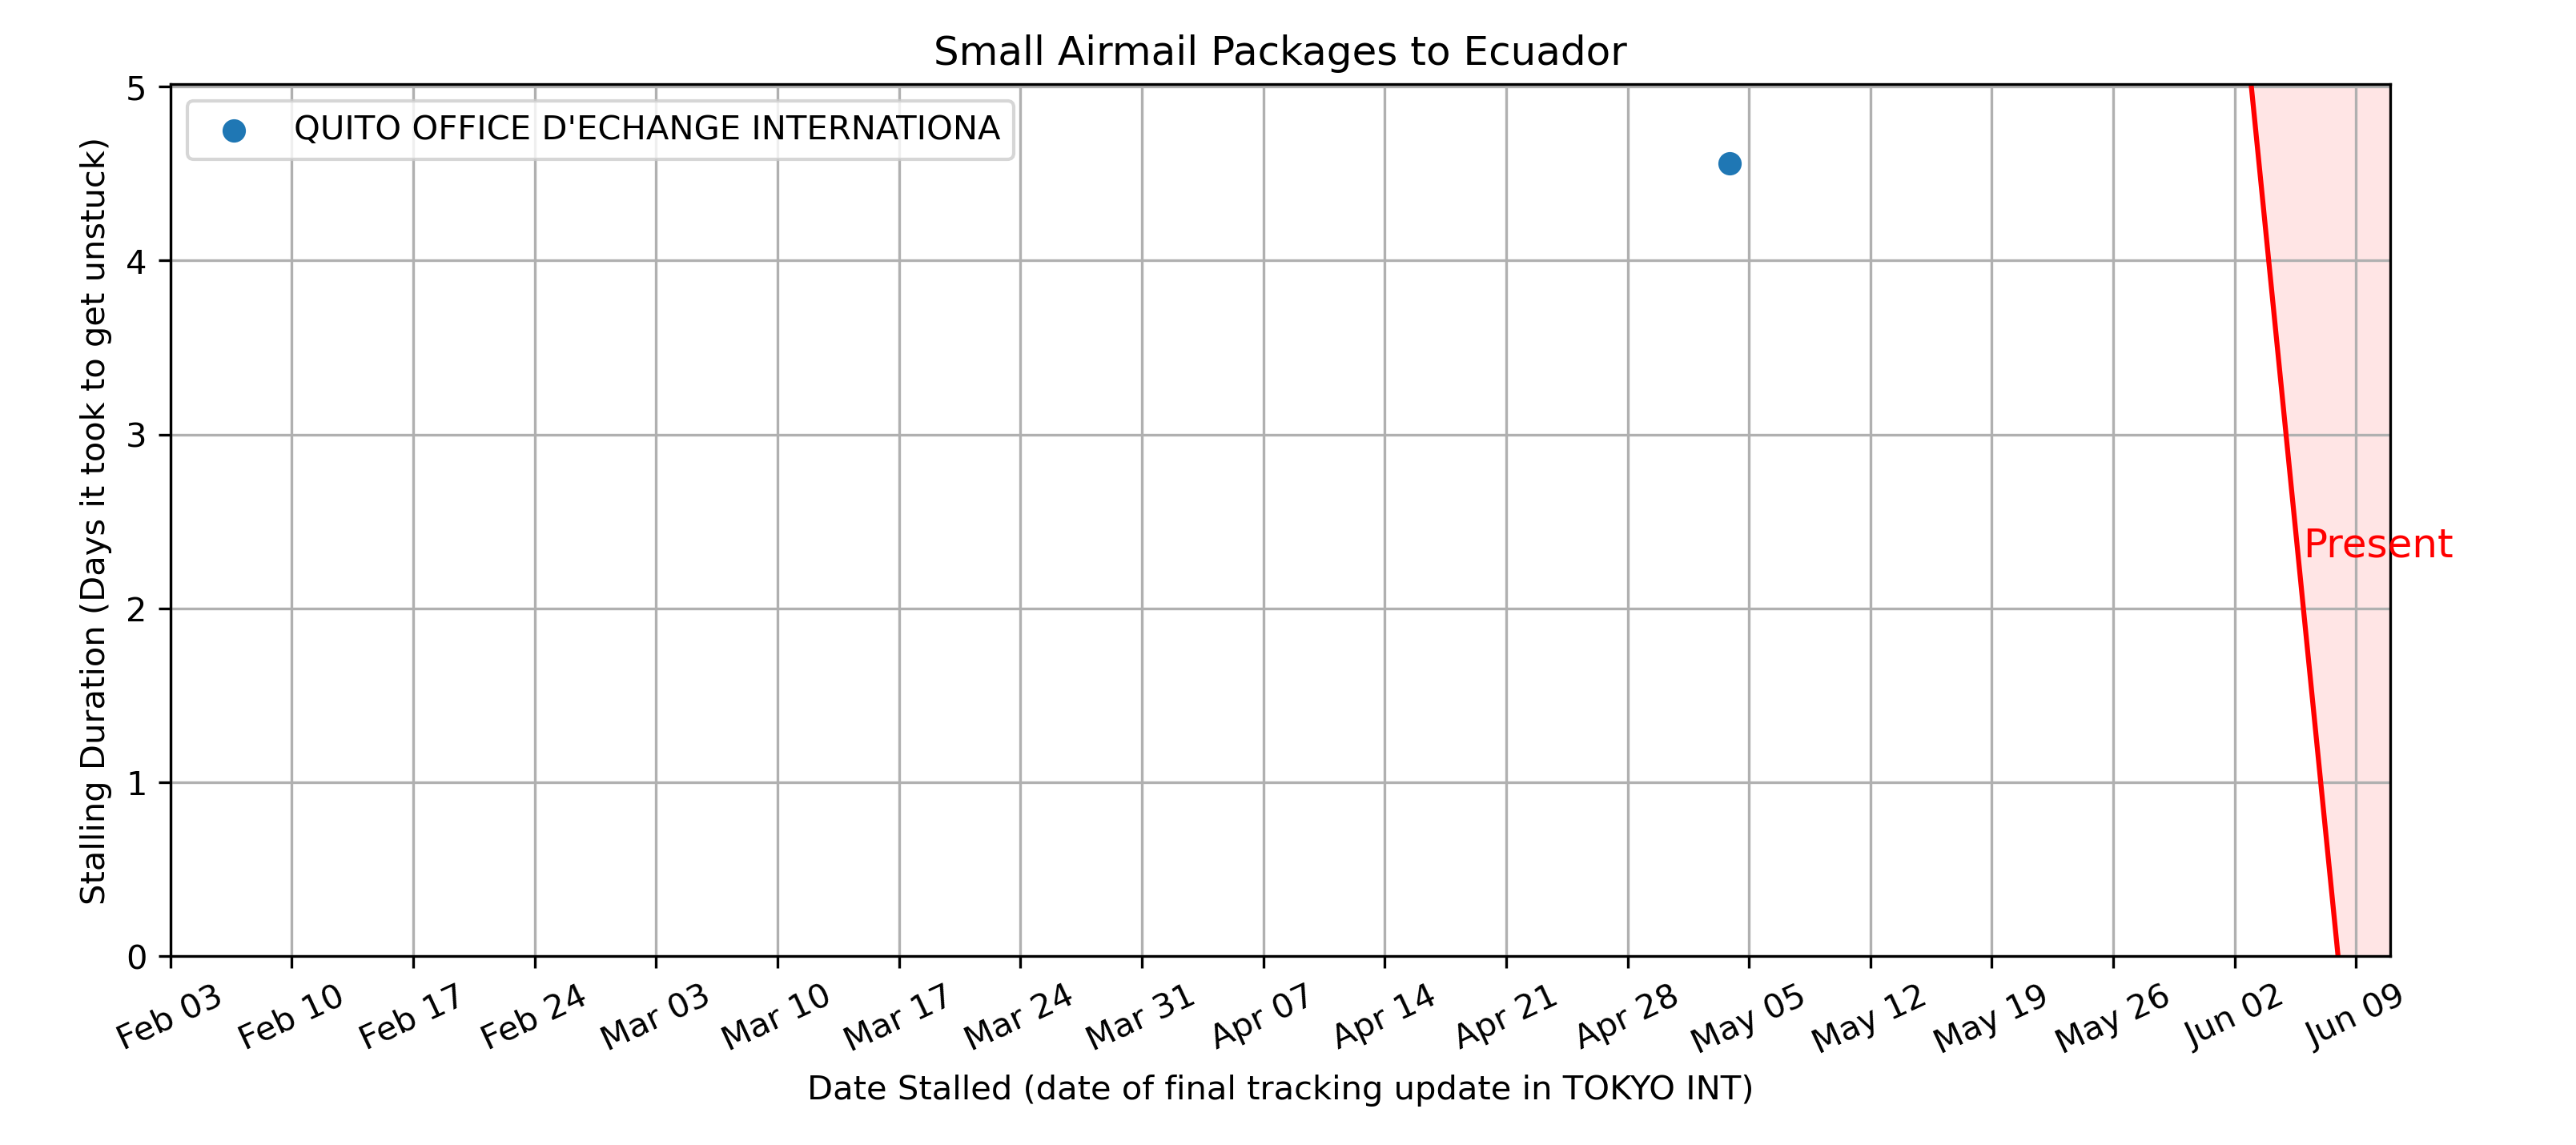 Small Airmail Packages to Ecuador
QUITO OFFICE D'ECHANGE INTERNATIONA
Stalling Duration (Days it took to get unstuck)
5
4
3
2
1
0
Present
Feb 03 Feb 10 Feb 17 Feb 24 Mar 03 Mar 10 Mar 17 Mar 24 Mar 31 Apr 07 Apr 14 Apr 21 Apr 28 May 05 May 12 May 19 May 26 Jun 02 Jun 09
Date Stalled (date of final tracking update in TOKYO INT)